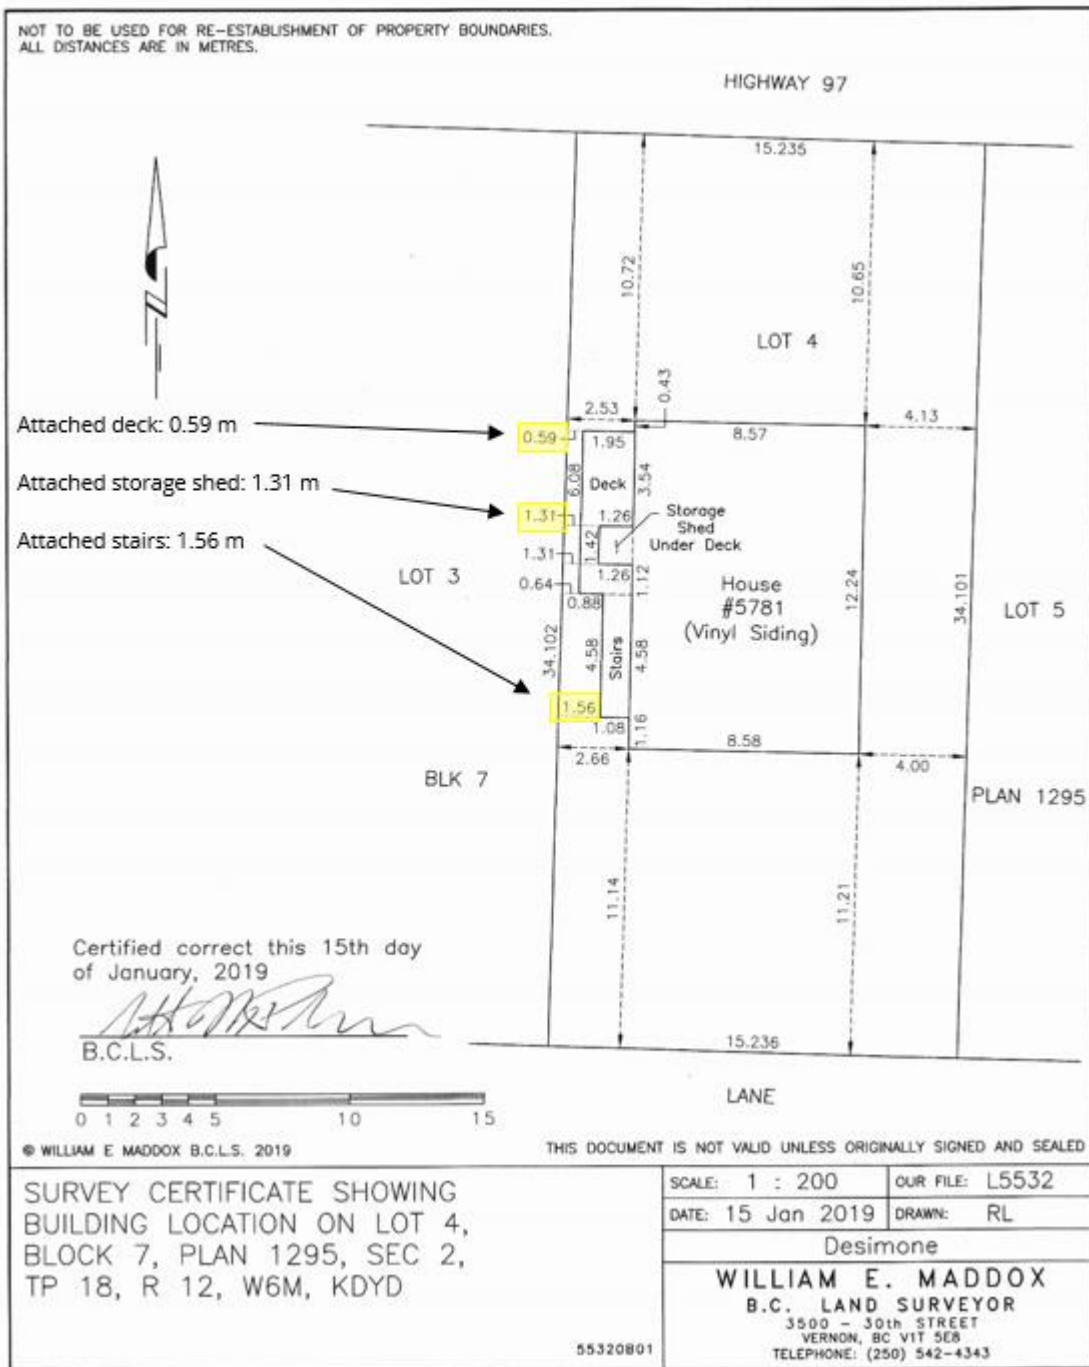 NOT TO BE USED FOR RE-ESTABLISHMENT OF PROPERTY BOUNDARIES.
ALL DISTANCES ARE IN METRES.
HIGHWAY 97
15.235
10.72
10.65
LOT 4
0.43
2.53
4.13
Attached deck: 0.59 m
0.59
1.95
8.57
6.08
Deck
3.54
Attached storage shed: 1.31 m
1.31
1.26
Storage
Shed
Under Deck
Attached stairs: 1.56 m
1.31
1.42
1
LOT 3
0.64
1.26
1.12
0.88
House
#5781
(Vinyl Siding)
12.24
34.101
LOT 5
34.102
4.58
Stairs
4.58
1.56
1.08
1.16
2.66
8.58
4.00
BLK 7
PLAN 1295
11.14
11.21
Certified correct this 15th day
of January, 2019
B.C.L.S.
15.236
LANE
0 1 2 3 4 5 10 15
© WILLIAM E MADDOX B.C.L.S. 2019
THIS DOCUMENT IS NOT VALID UNLESS ORIGINALLY SIGNED AND SEALED
SURVEY CERTIFICATE SHOWING
BUILDING LOCATION ON LOT 4,
BLOCK 7, PLAN 1295, SEC 2,
TP 18, R 12, W6M, KDYD
55320B01
SCALE: 1 : 200
OUR FILE: L5532
DATE: 15 Jan 2019
DRAWN: RL
Desimone
WILLIAM E. MADDOX
B.C. LAND SURVEYOR
3500 - 30th STREET
VERNON, BC V1T 5E8
TELEPHONE: (250) 542-4343